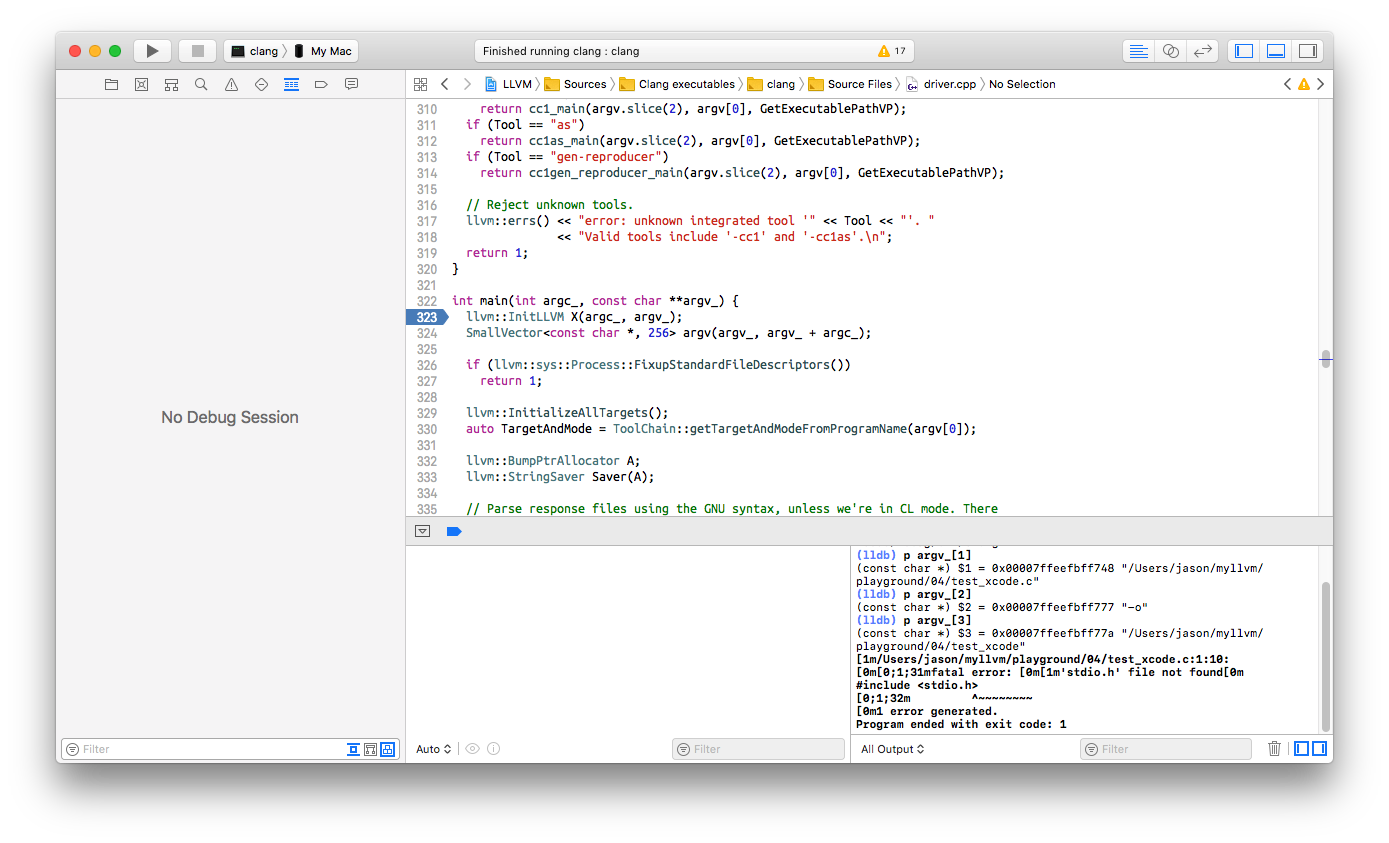 clang
My Mac
Finished running clang : clang
17
LLVM
Sources
Clang executables
clang
Source Files
driver.cpp
No Selection
No Debug Session
310 return cc1_main(argv.slice(2), argv[0], GetExecutablePathVP);
311 if (Tool == "as")
312 return cc1as_main(argv.slice(2), argv[0], GetExecutablePathVP);
313 if (Tool == "gen-reproducer")
314 return cc1gen_reproducer_main(argv.slice(2), argv[0], GetExecutablePathVP);
315
316 // Reject unknown tools.
317 llvm::errs() << "error: unknown integrated tool '" << Tool << "'. "
318 << "Valid tools include '-cc1' and '-cc1as'.\n";
319 return 1;
320 }
321
322 int main(int argc_, const char **argv_) {
323 llvm::InitLLVM X(argc_, argv_);
324 SmallVector<const char *, 256> argv(argv_, argv_ + argc_);
325
326 if (llvm::sys::Process::FixupStandardFileDescriptors())
327 return 1;
328
329 llvm::InitializeAllTargets();
330 auto TargetAndMode = ToolChain::getTargetAndModeFromProgramName(argv[0]);
331
332 llvm::BumpPtrAllocator A;
333 llvm::StringSaver Saver(A);
334
335 // Parse response files using the GNU syntax, unless we're in CL mode. There
(lldb) p argv_[1]
(const char *) $1 = 0x00007ffeefbff748 "/Users/jason/myllvm/
playground/04/test_xcode.c"
(lldb) p argv_[2]
(const char *) $2 = 0x00007ffeefbff777 "-o"
(lldb) p argv_[3]
(const char *) $3 = 0x00007ffeefbff77a "/Users/jason/myllvm/
playground/04/test_xcode"
[1m/Users/jason/myllvm/playground/04/test_xcode.c:1:10:
[0m[0;1;31mfatal error: [0m[1m'stdio.h' file not found[0m
#include <stdio.h>
[0;1;32m ^~~~~~~~~
[0m1 error generated.
Program ended with exit code: 1
Filter
Auto
Filter
All Output
Filter